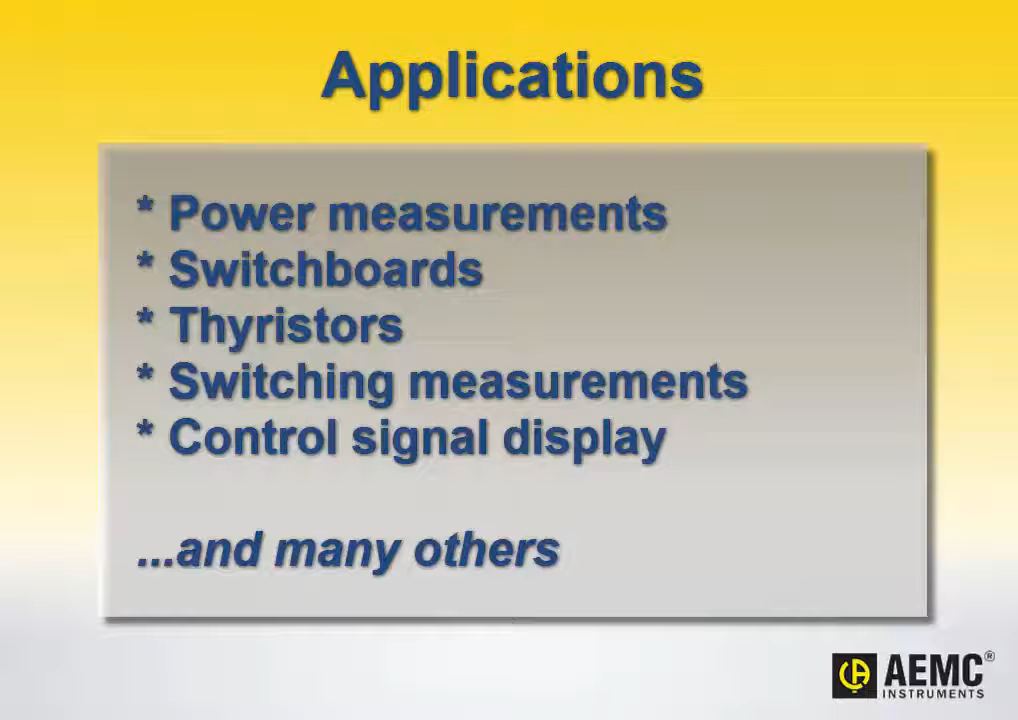 Applications
* Power measurements
* Switchboards
* Thyristors
* Switching measurements
* Control signal display
...and many others
AEMC®
INSTRUMENTS